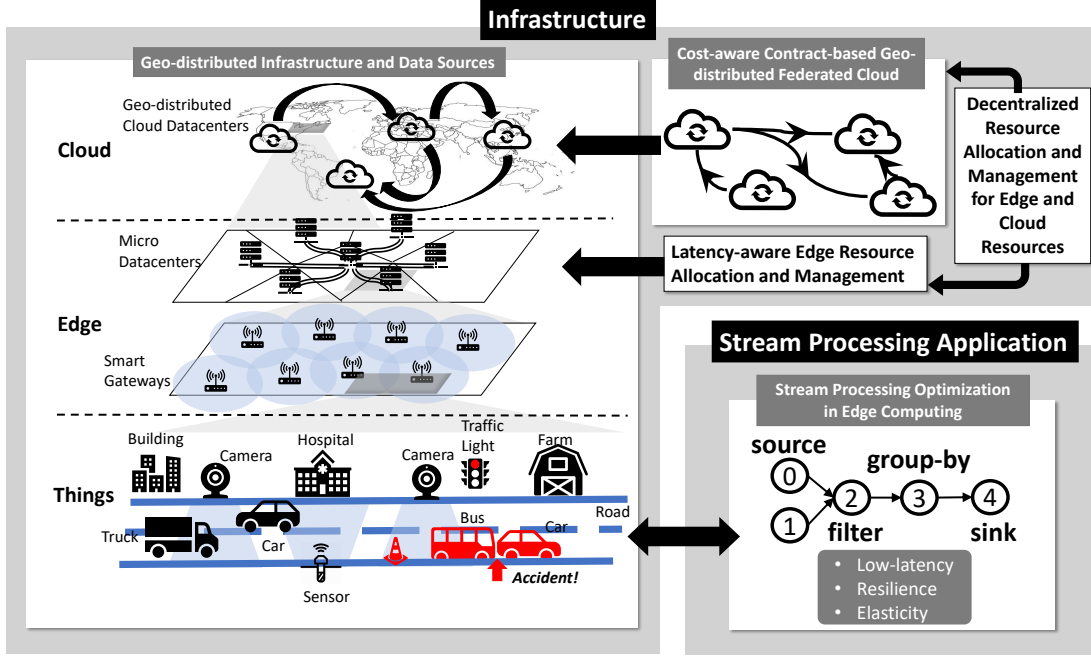 Infrastructure
Geo-distributed Infrastructure and Data Sources
Geo-distributed
Cloud Datacenters
Cloud
Micro
Datacenters
Edge
Smart
Gateways
Building
Camera
Hospital
Camera
Traffic
Light
Farm
Things
Truck
Car
Bus
Car
Road
Accident!
Sensor
Cost-aware Contract-based Geo-
distributed Federated Cloud
Decentralized
Resource
Allocation and
Management
for Edge and
Cloud
Resources
Latency-aware Edge Resource
Allocation and Management
Stream Processing Application
Stream Processing Optimization
in Edge Computing
source
0
group-by
1
2
3
4
filter
sink
• Low-latency
• Resilience
• Elasticity